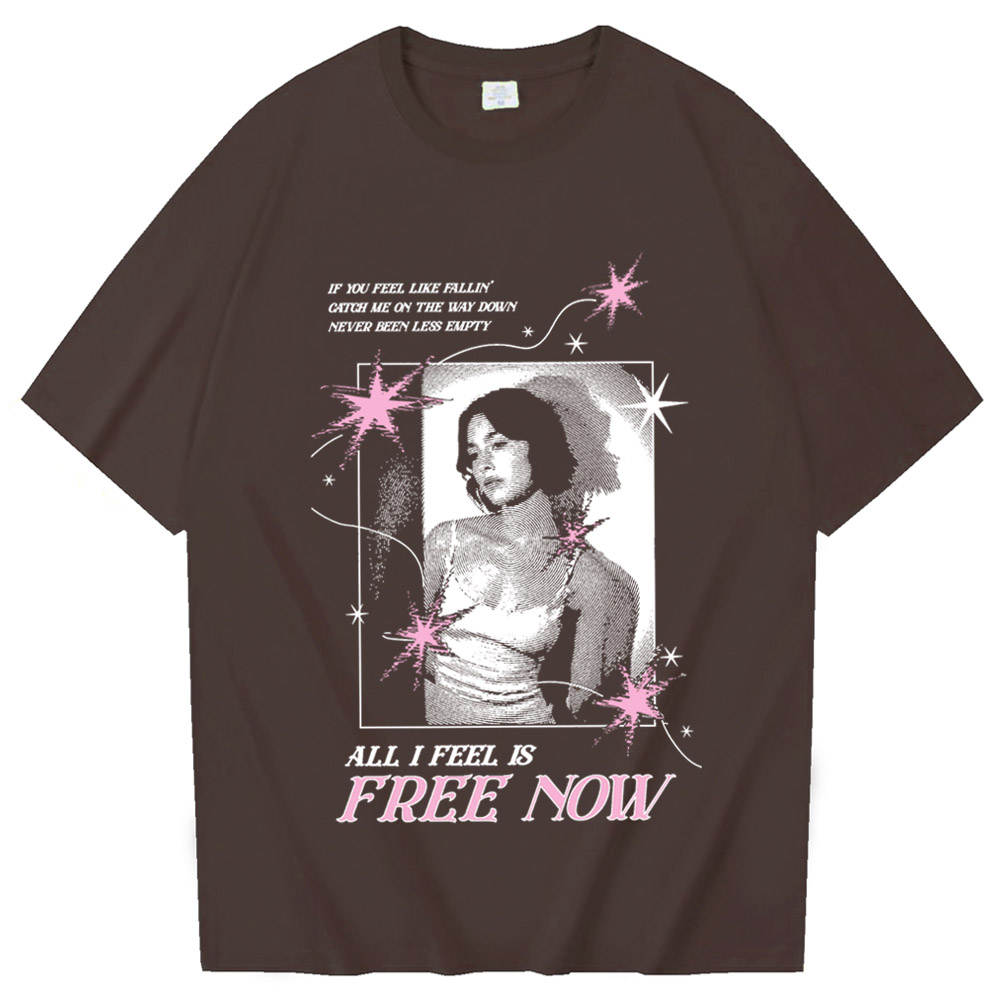 IF YOU FEEL LIKE FALLIN'
CATCH ME ON THE WAY DOWN
NEVER BEEN LESS EMPTY
ALL I FEEL IS
FREE NOW